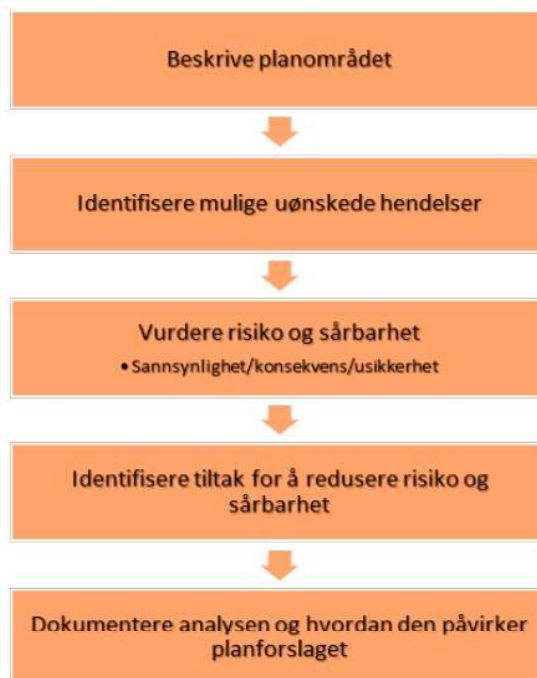 Beskrive planområdet
Identifisere mulige uønskede hendelser
Vurdere risiko og sårbarhet
• Sannsynlighet/konsekvens/usikkerhet
Identifisere tiltak for å redusere risiko og
sårbarhet
Dokumentere analysen og hvordan den påvirker
planforslaget